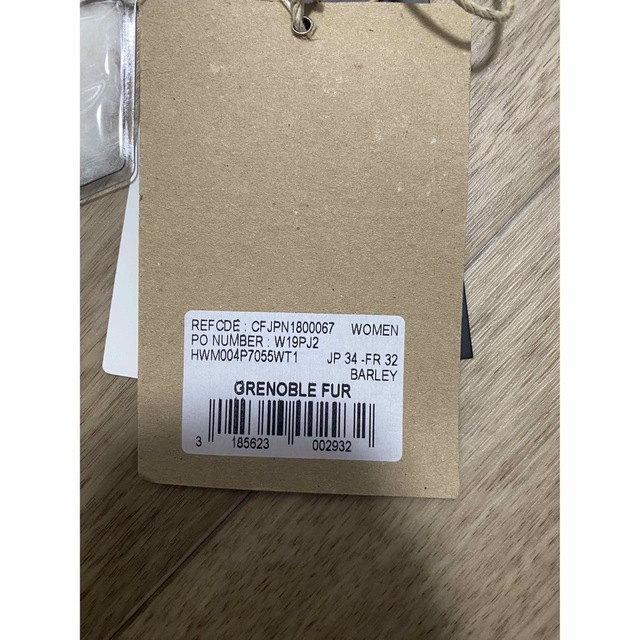 REFCDE : CFJPN1800067 WOMEN
PO NUMBER : W19PJ2
HWM004P7055WT1 JP 34 -FR 32
BARLEY
GRENOBLE FUR
3 185623 002932